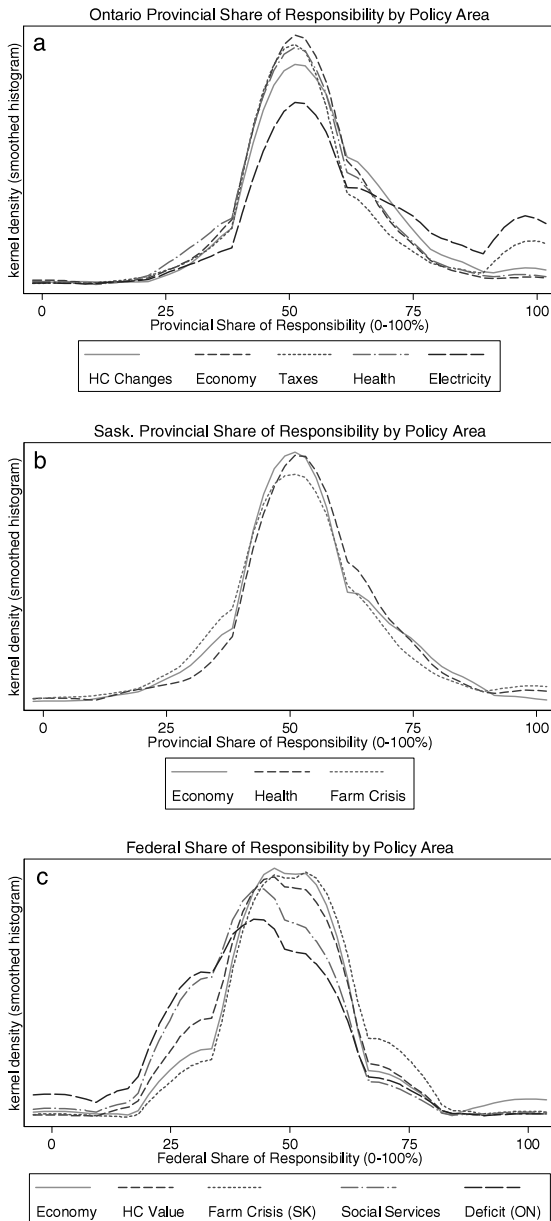 Ontario Provincial Share of Responsibility by Policy Area
a
kernel density (smoothed histogram)
0 25 50 75 100
Provincial Share of Responsibility (0-100%)
HC Changes Economy Taxes Health Electricity
Sask. Provincial Share of Responsibility by Policy Area
b
kernel density (smoothed histogram)
0 25 50 75 100
Provincial Share of Responsibility (0-100%)
Economy Health Farm Crisis
Federal Share of Responsibility by Policy Area
c
kernel density (smoothed histogram)
0 25 50 75 100
Federal Share of Responsibility (0-100%)
Economy HC Value Farm Crisis (SK) Social Services Deficit (ON)